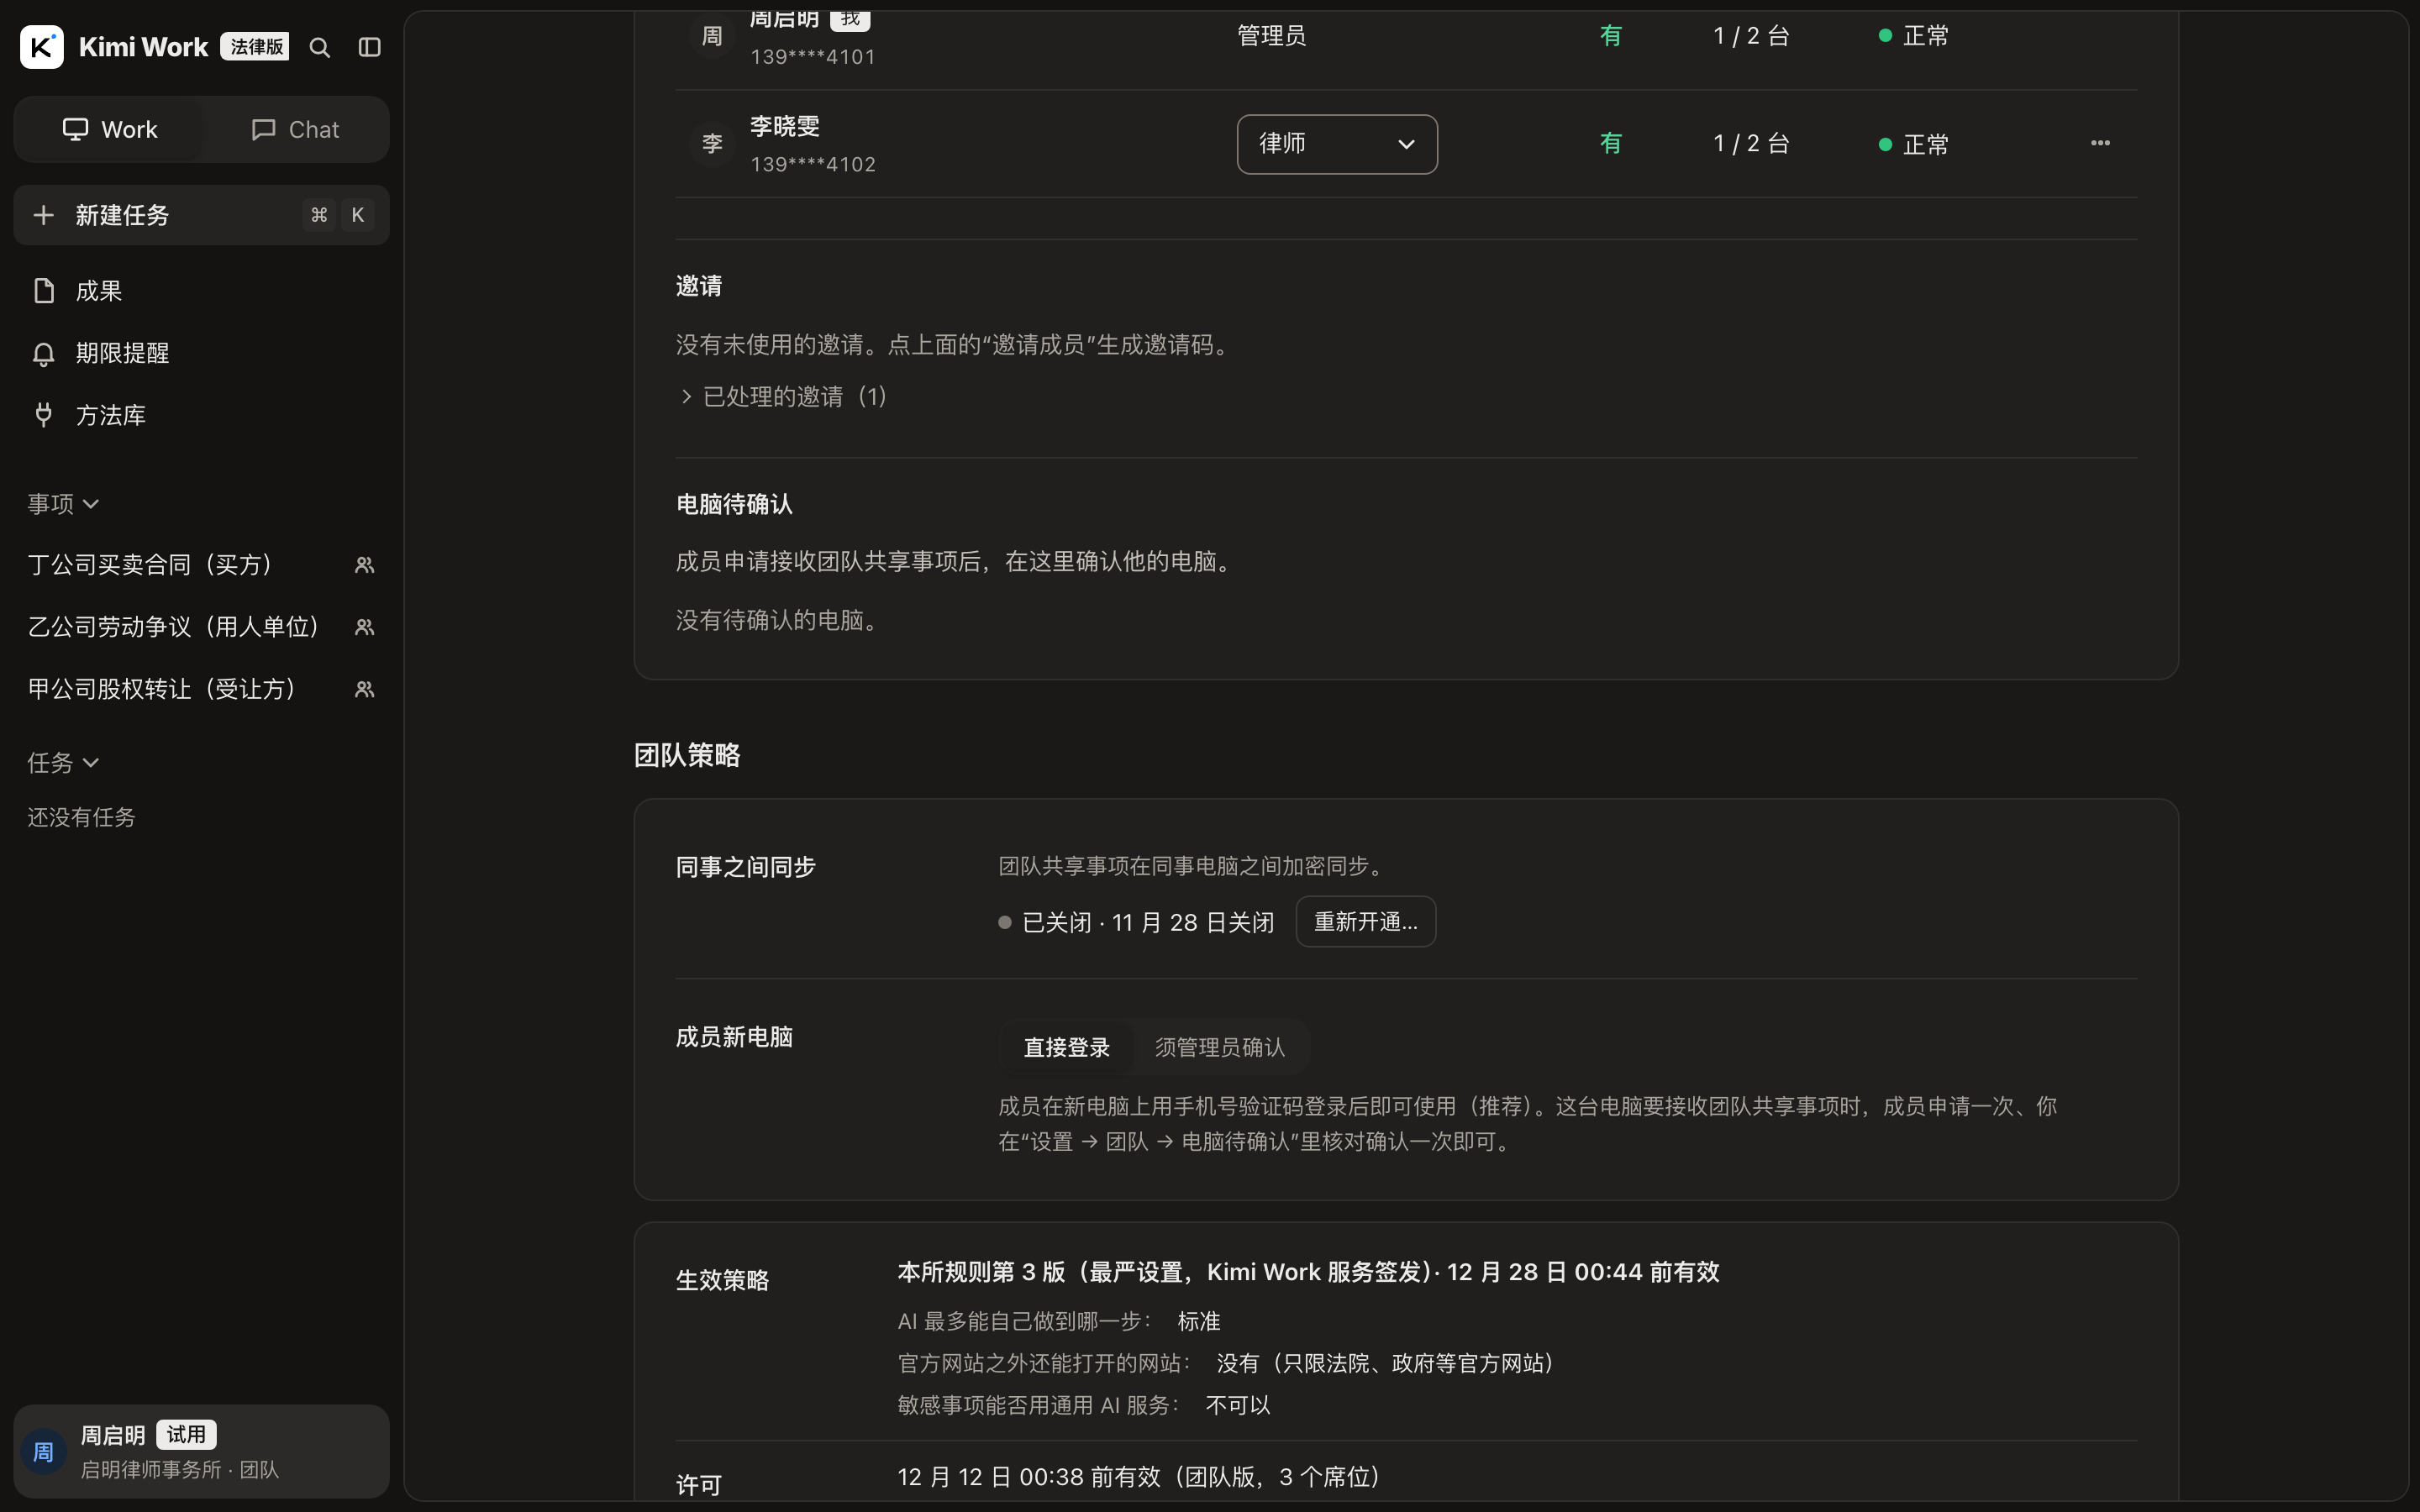 Kimi Work 法律版
Work
Chat
新建任务 ⌘ K
成果
期限提醒
方法库
事项
丁公司买卖合同（买方）
乙公司劳动争议（用人单位）
甲公司股权转让（受让方）
任务
还没有任务
周
周启明 试用
启明律师事务所 · 团队
周
周启明 我
139****4101
管理员
有
1 / 2 台
正常
李
李晓雯
139****4102
律师
有
1 / 2 台
正常
邀请
没有未使用的邀请。点上面的“邀请成员”生成邀请码。
已处理的邀请（1）
电脑待确认
成员申请接收团队共享事项后，在这里确认他的电脑。
没有待确认的电脑。
团队策略
同事之间同步
团队共享事项在同事电脑之间加密同步。
已关闭 · 11 月 28 日关闭
重新开通...
成员新电脑
直接登录
须管理员确认
成员在新电脑上用手机号验证码登录后即可使用（推荐）。这台电脑要接收团队共享事项时，成员申请一次、你
在“设置 → 团队 → 电脑待确认”里核对确认一次即可。
生效策略
本所规则第 3 版（最严设置，Kimi Work 服务签发）· 12 月 28 日 00:44 前有效
AI 最多能自己做到哪一步： 标准
官方网站之外还能打开的网站： 没有（只限法院、政府等官方网站）
敏感事项能否用通用 AI 服务： 不可以
许可
12 月 12 日 00:38 前有效（团队版，3 个席位）